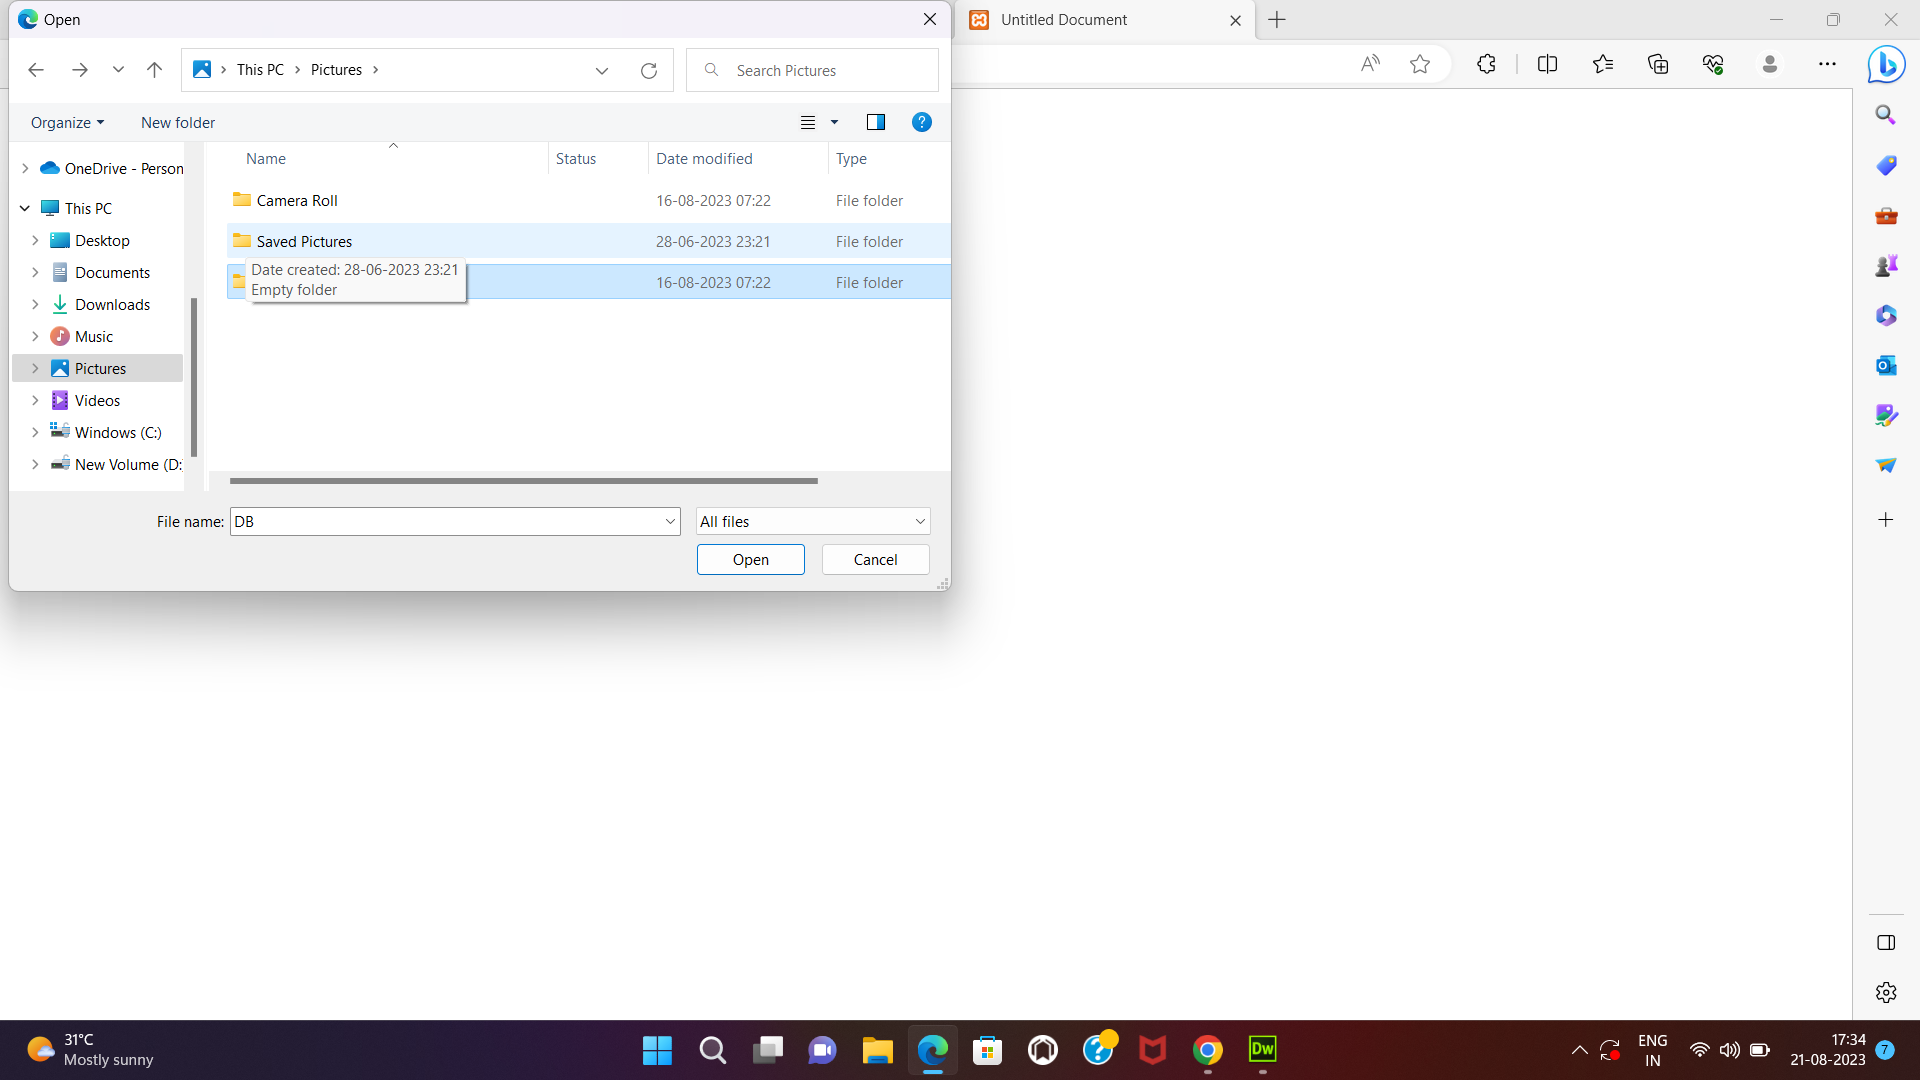 Open
Untitled Document
This PC
Pictures
Search Pictures
Organize
New folder
Name
Status
Date modified
Type
OneDrive - Person
This PC
Desktop
Documents
Downloads
Music
Pictures
Videos
Windows (C:)
New Volume (D:
Camera Roll 16-08-2023 07:22 File folder
Saved Pictures 28-06-2023 23:21 File folder
16-08-2023 07:22 File folder
Date created: 28-06-2023 23:21
Empty folder
File name: DB
All files
Open
Cancel
31°C
Mostly sunny
Dw
ENG
IN
17:34
21-08-2023
7